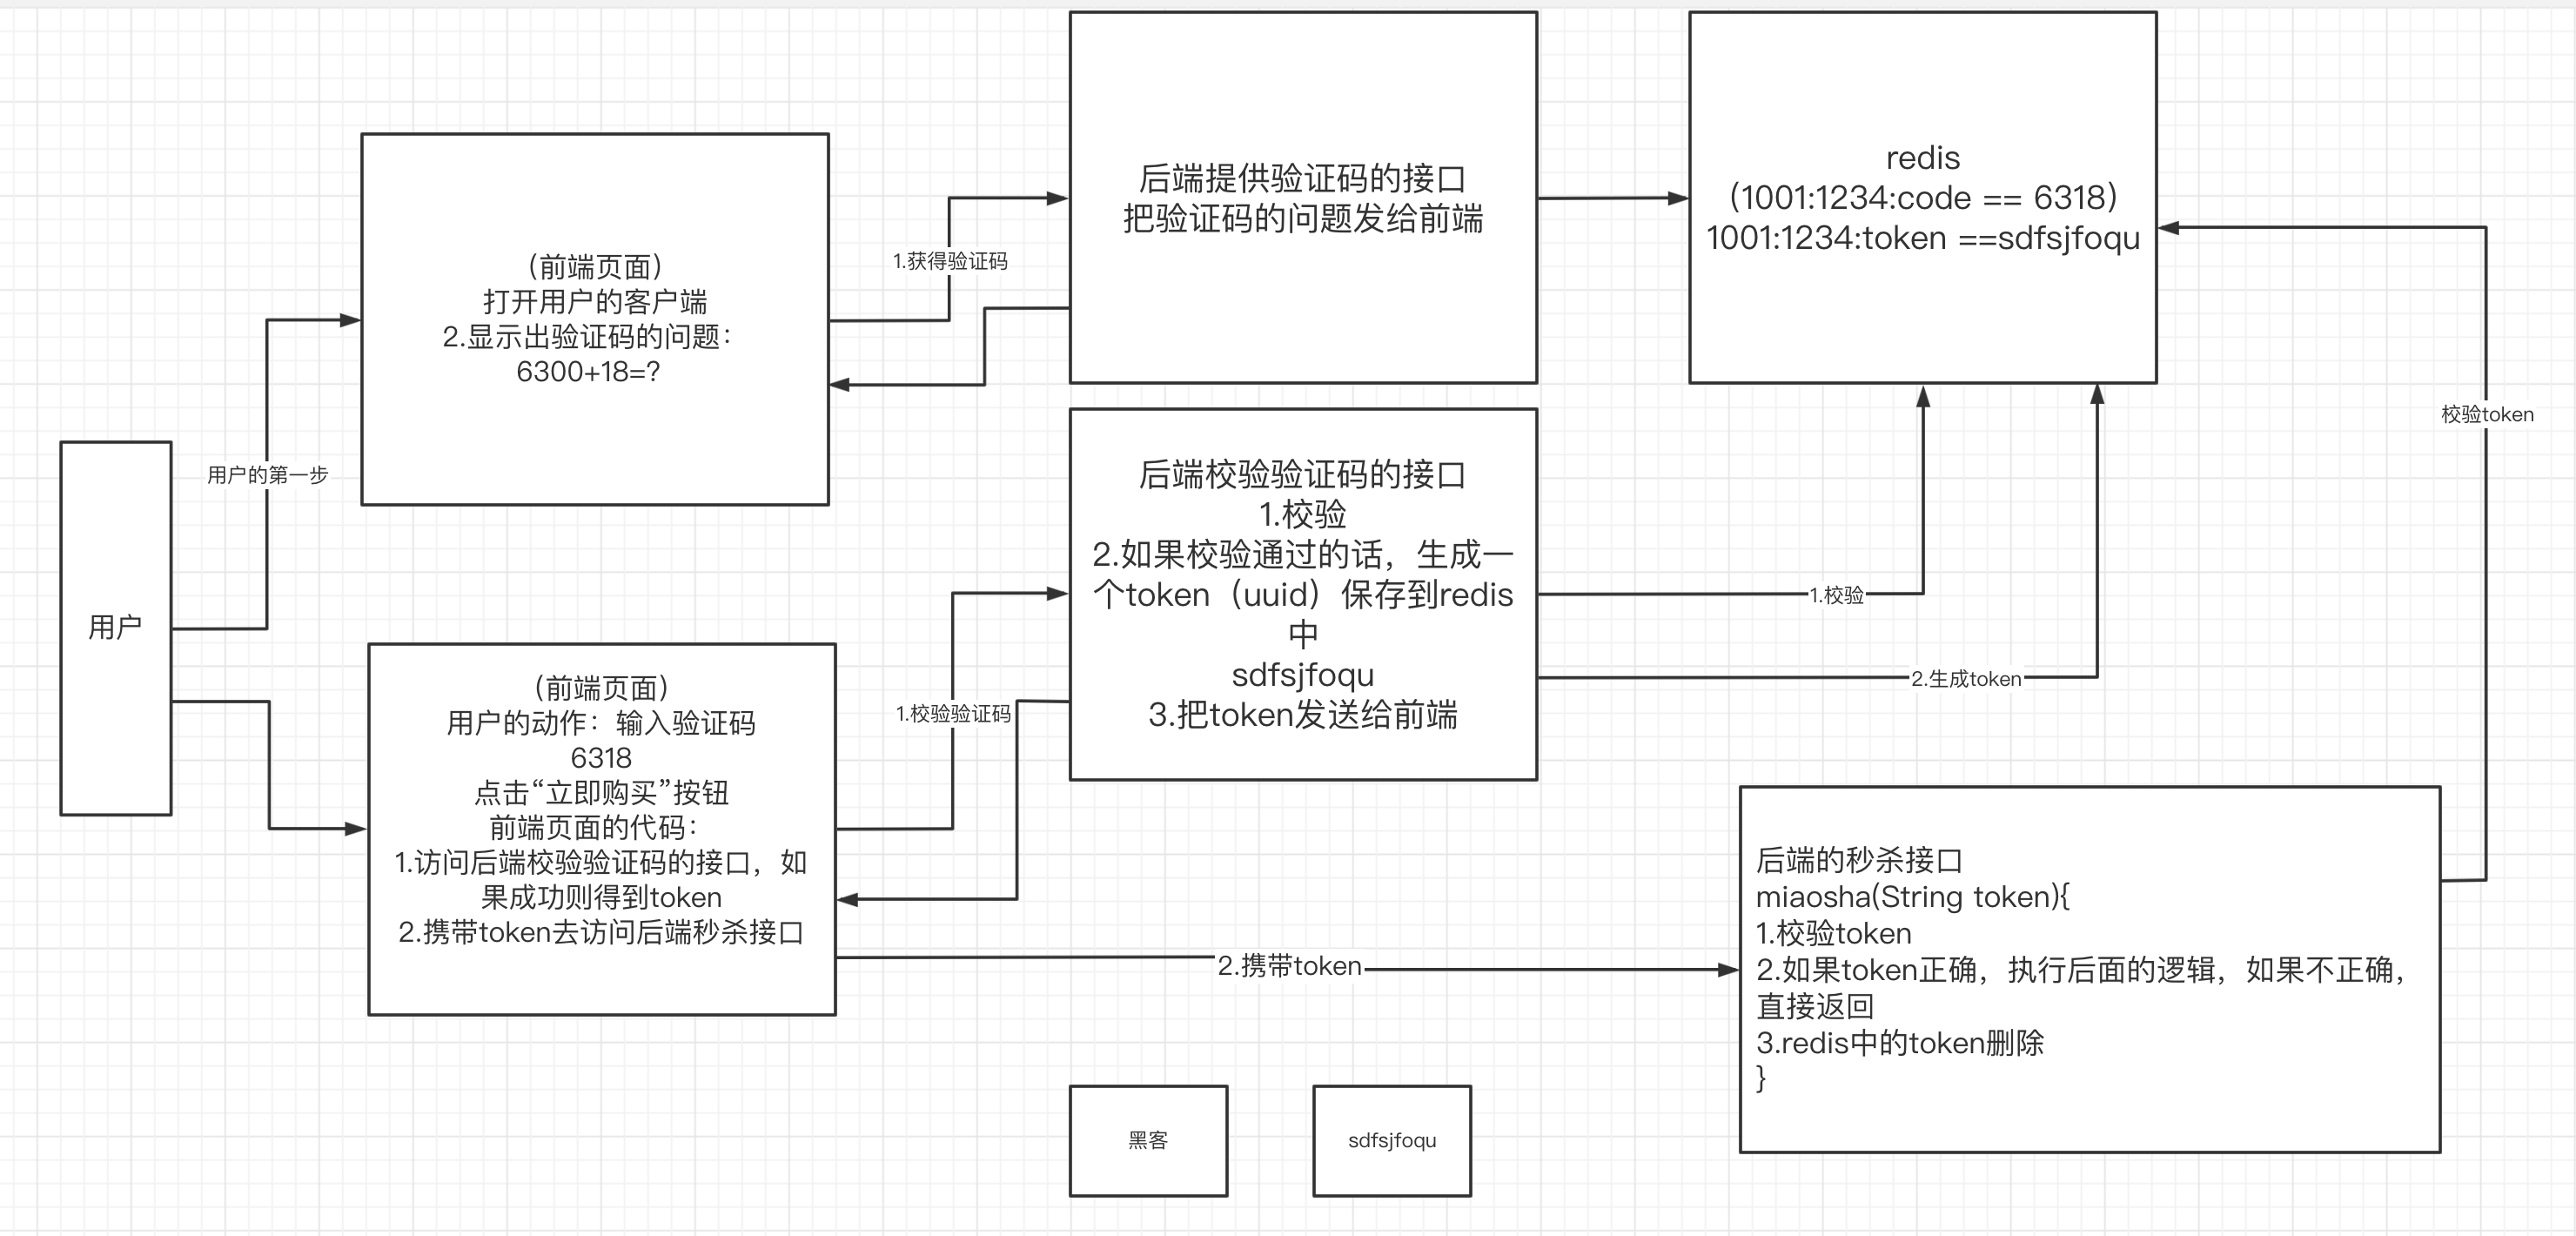 用户
用户的第一步
（前端页面）
打开用户的客户端
2.显示出验证码的问题：
6300+18=?
1.获得验证码
后端提供验证码的接口
把验证码的问题发给前端
redis
（1001:1234:code == 6318）
1001:1234:token ==sdfsjfoqu
（前端页面）
用户的动作：输入验证码
6318
点击“立即购买”按钮
前端页面的代码：
1.访问后端校验验证码的接口，如
果成功则得到token
2.携带token去访问后端秒杀接口
1.校验验证码
后端校验验证码的接口
1.校验
2.如果校验通过的话，生成一
个token（uuid）保存到redis
中
sdfsjfoqu
3.把token发送给前端
1.校验
2.生成token
校验token
2.携带token
后端的秒杀接口
miaosha(String token){
1.校验token
2.如果token正确，执行后面的逻辑，如果不正确，
直接返回
3.redis中的token删除
}
黑客
sdfsjfoqu